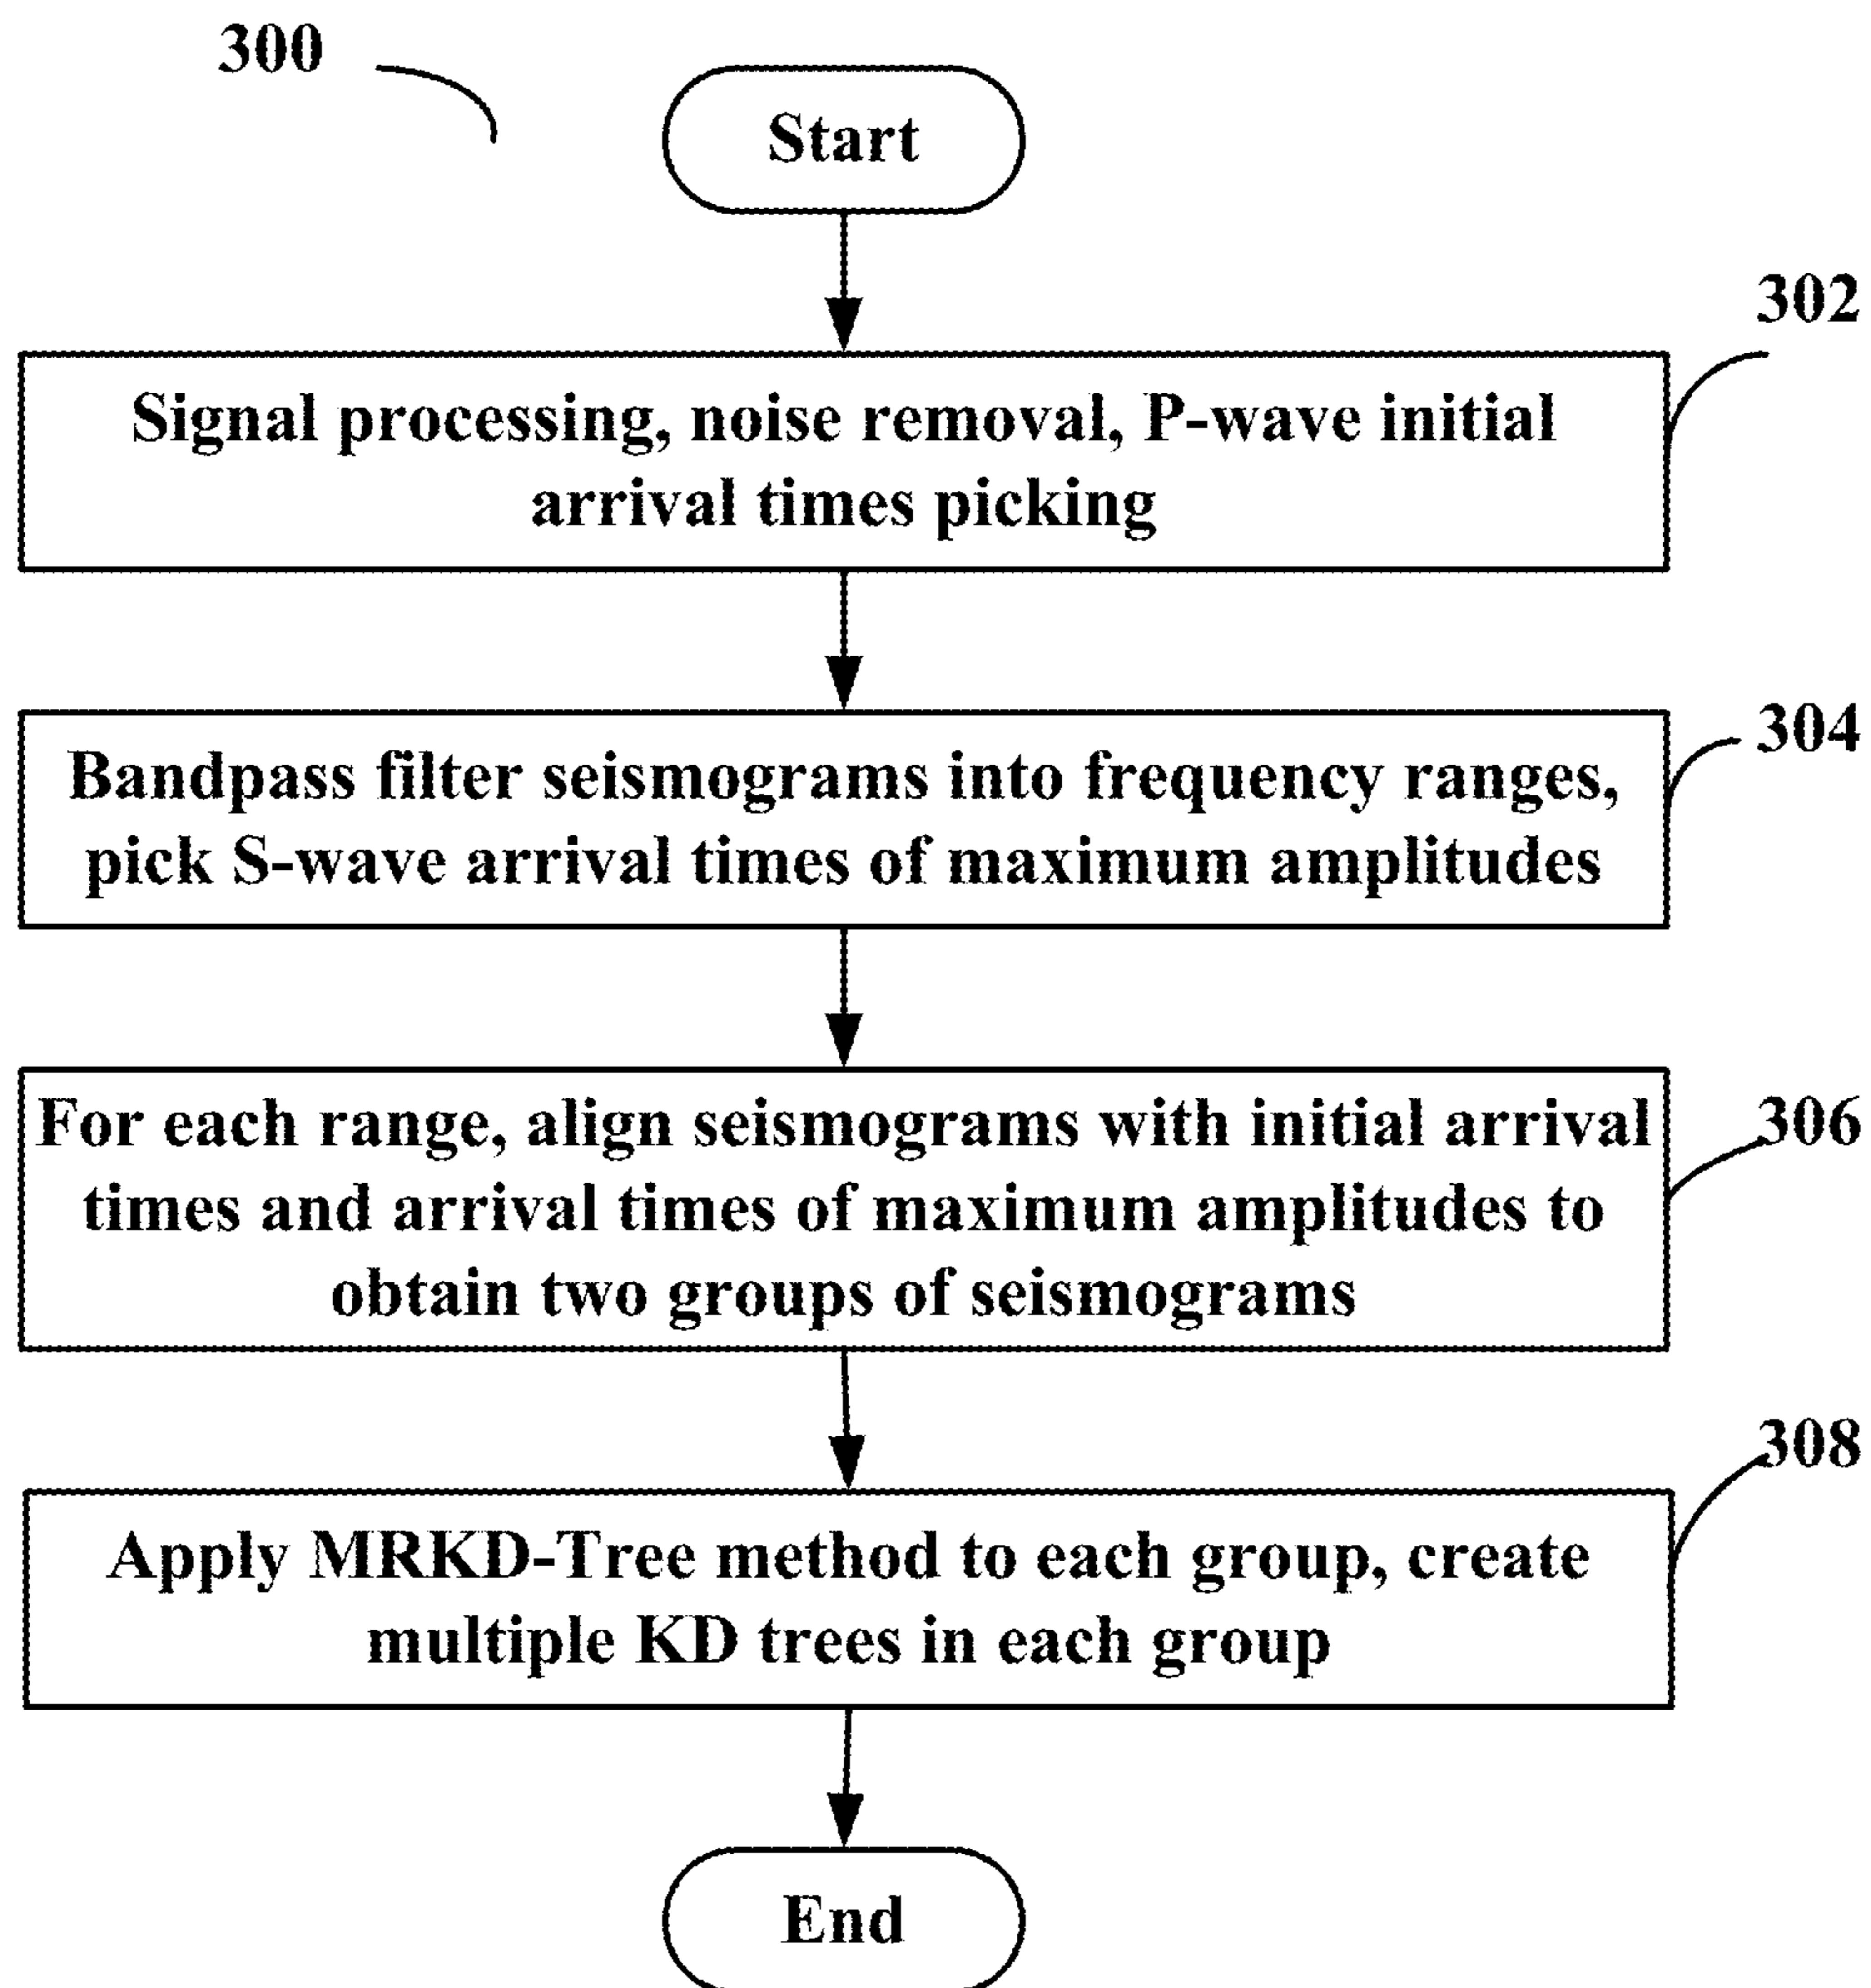 300
Start
302
Signal processing, noise removal, P-wave initial
arrival times picking
304
Bandpass filter seismograms into frequency ranges,
pick S-wave arrival times of maximum amplitudes
306
For each range, align seismograms with initial arrival
times and arrival times of maximum amplitudes to
obtain two groups of seismograms
308
Apply MRKD-Tree method to each group, create
multiple KD trees in each group
End